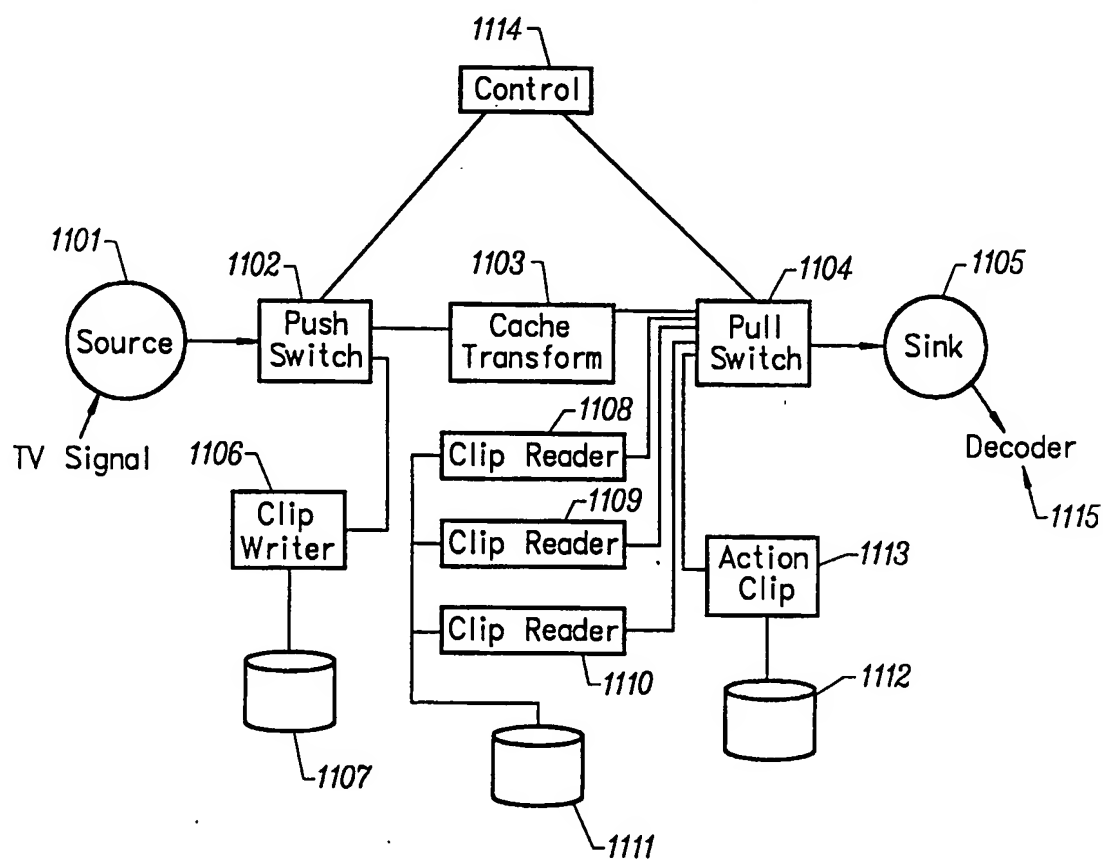 1114
Control
1101
1102
1103
1104
1105
Source
Push
Switch
Cache
Transform
Pull
Switch
Sink
TV Signal
1106
1108
Clip Reader
Decoder
1115
Clip
Writer
1109
Clip Reader
Action
Clip
1113
Clip Reader
1110
1112
1107
1111